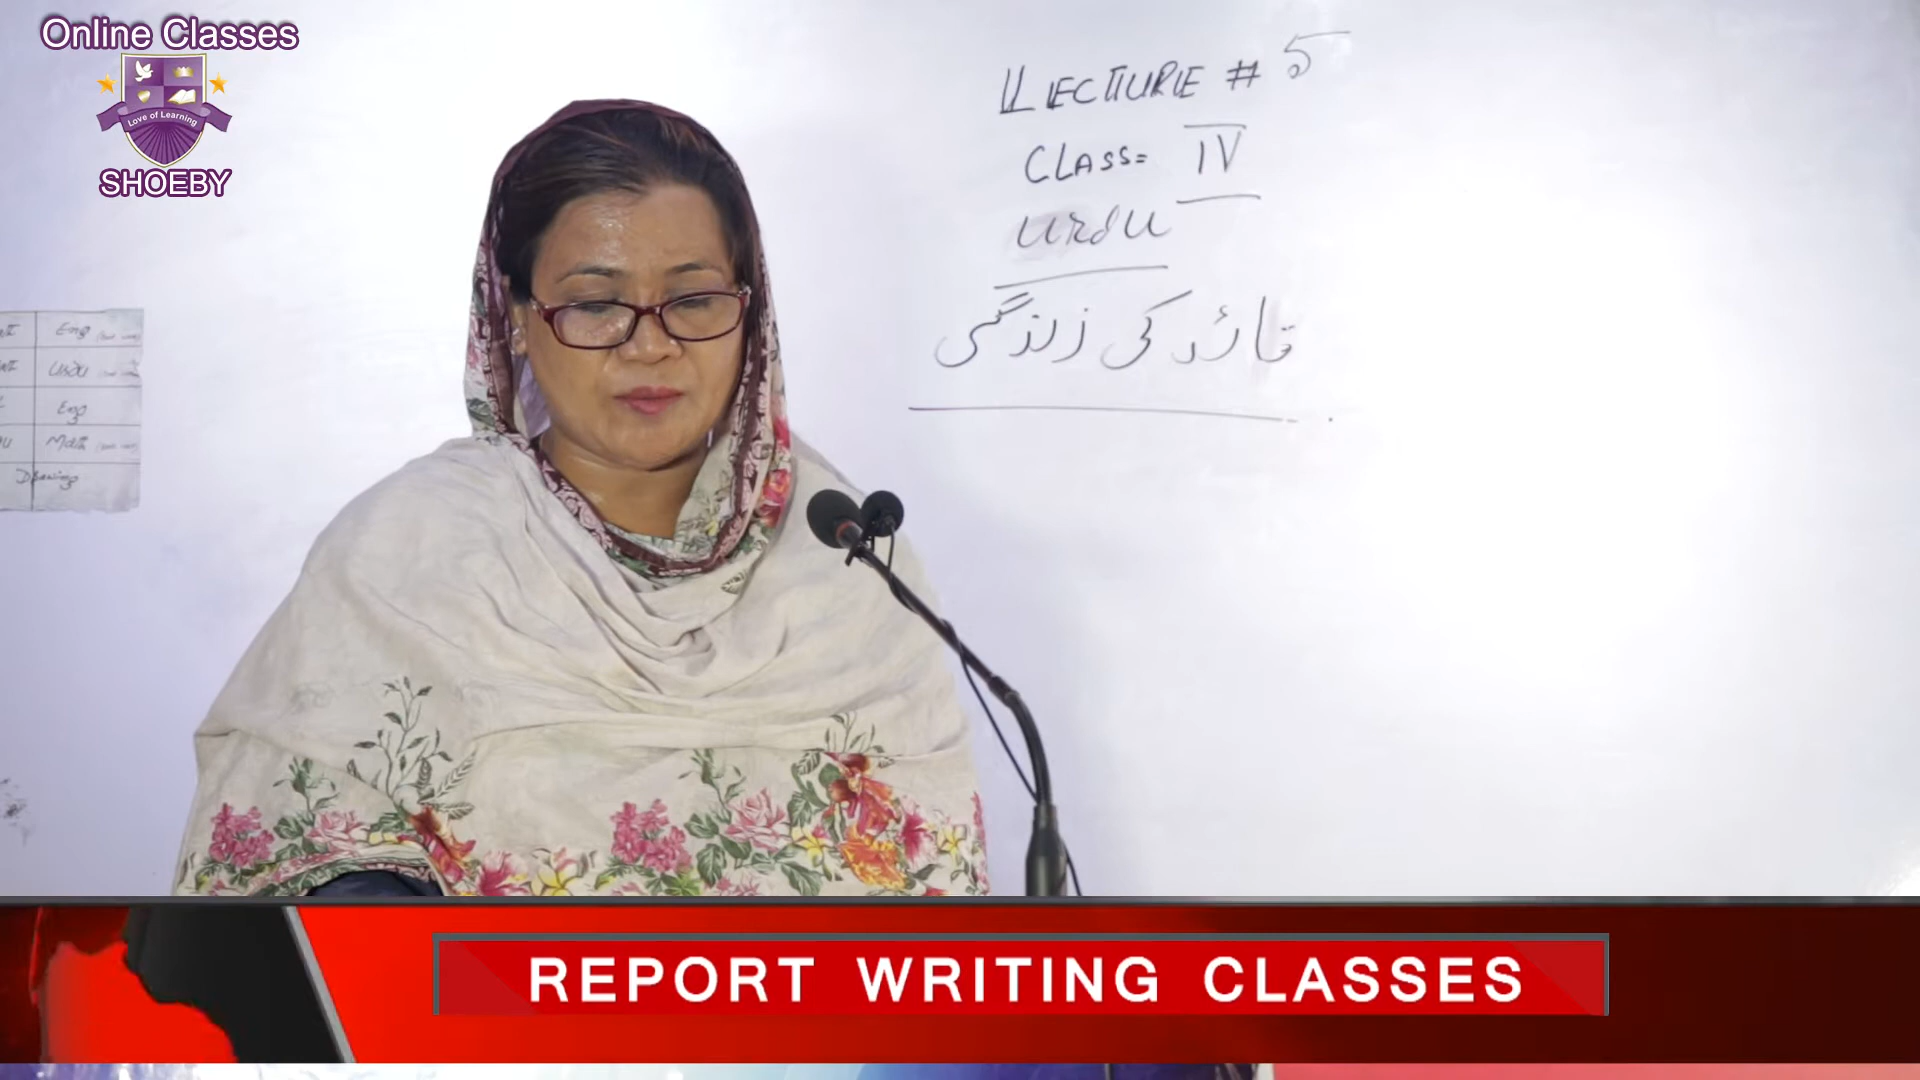 Online Classes
Love of Learning
SHOEBY
LECTURE # 5
CLASS= IV
Urdu
قائد کی زندگی
Eng
Urdu
Eng
Math
Drawing
REPORT WRITING CLASSES